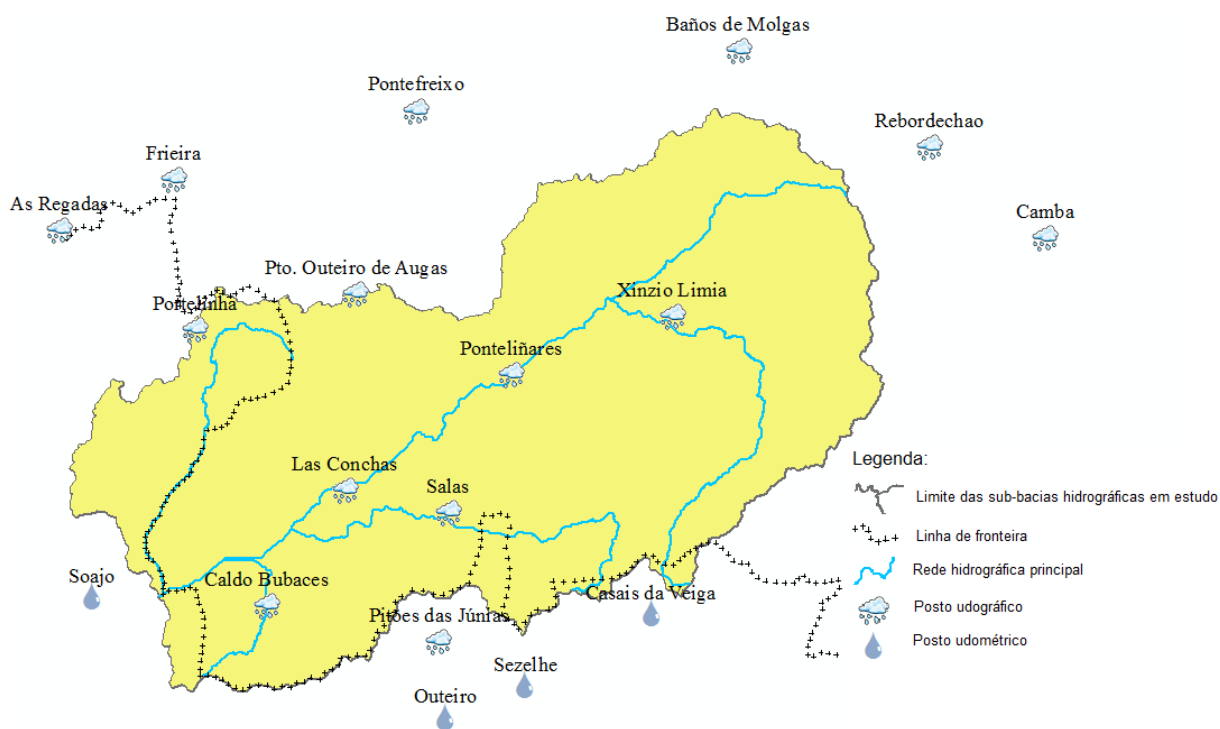 Baños de Molgas
Pontefreixo
Rebordechao
Frieira
As Regadas
Camba
Pto. Outeiro de Augas
Portelinha
Xinzio Limia
Ponteliñares
Las Conchas
Salas
Legenda:
Limite das sub-bacias hidrográficas em estudo
Linha de fronteira
Rede hidrográfica principal
Posto udográfico
Posto udométrico
Soajo
Caldo Bubaces
Casais da Veiga
Pitões das Júnias
Sezelhe
Outeiro